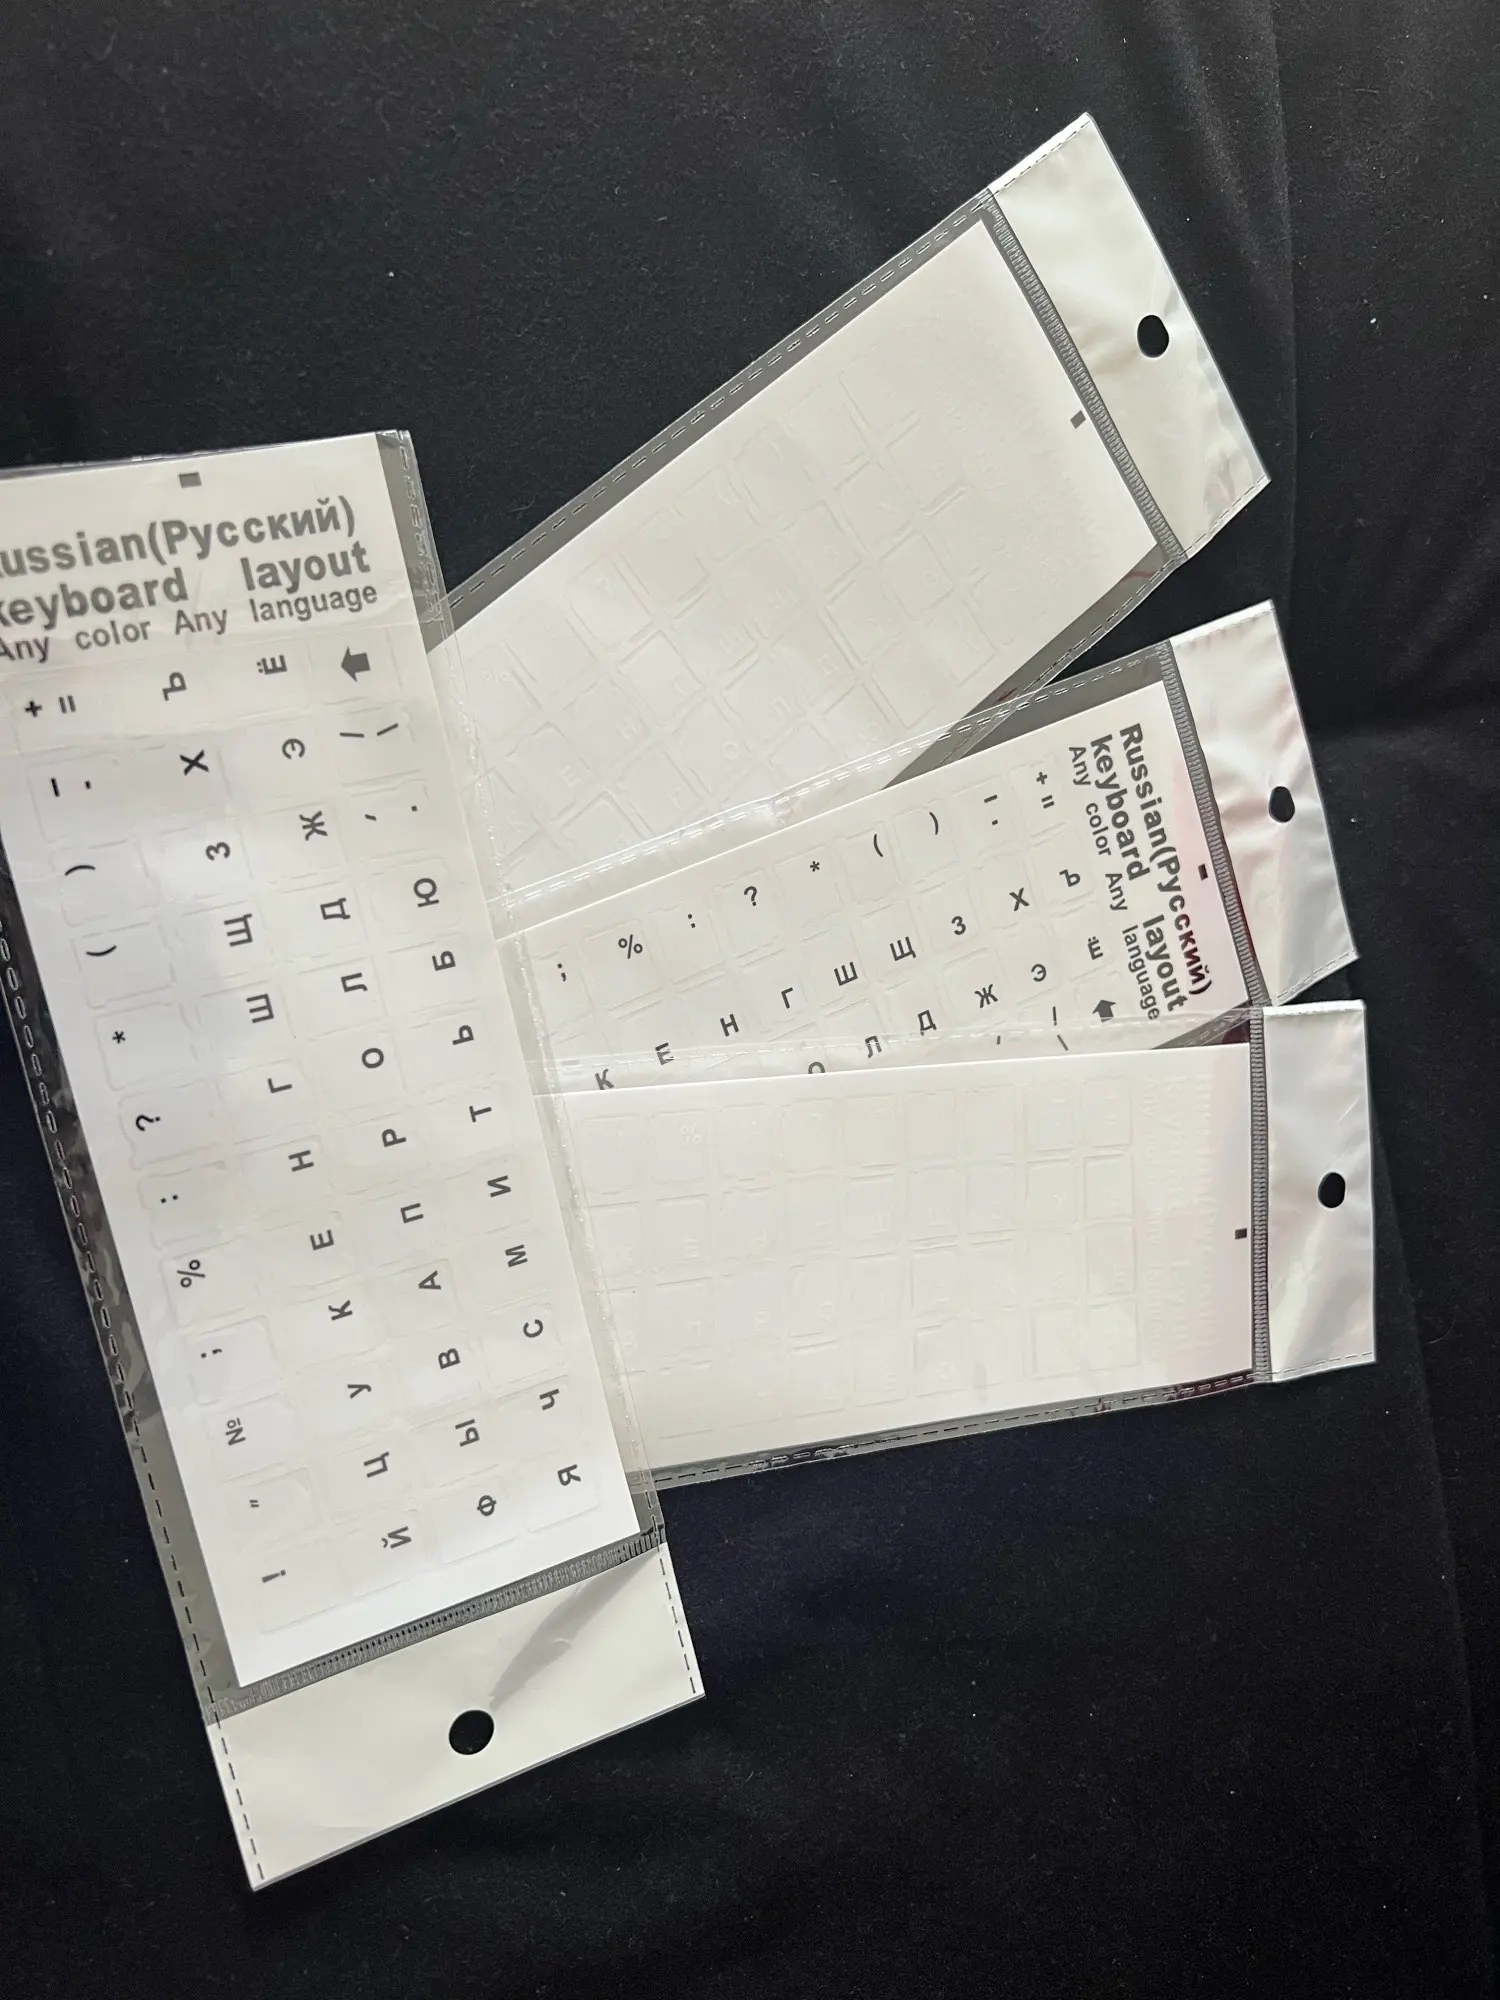 Russian(Русский)
keyboard layout
Any color Any language
! " № ; % : ? * ( ) _ - + =
Й Ц У К Е Н Г Ш Щ З Х Ъ
Ф Ы В А П Р О Л Д Ж Э Ё
Я Ч С М И Т Ь Б Ю , . / \
Russian(Русский)
keyboard layout
Any color Any language
; % : ? * ( ) _ - + =
К Е Н Г Ш Щ З Х Ъ
О Л Д Ж Э Ё
, / \